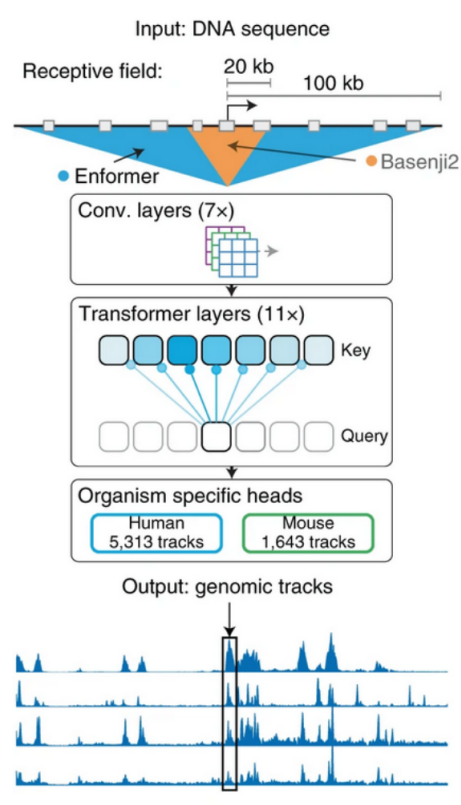 Input: DNA sequence
Receptive field:
20 kb
100 kb
Enformer
Basenji2
Conv. layers (7×)
Transformer layers (11×)
Key
Query
Organism specific heads
Human
5,313 tracks
Mouse
1,643 tracks
Output: genomic tracks